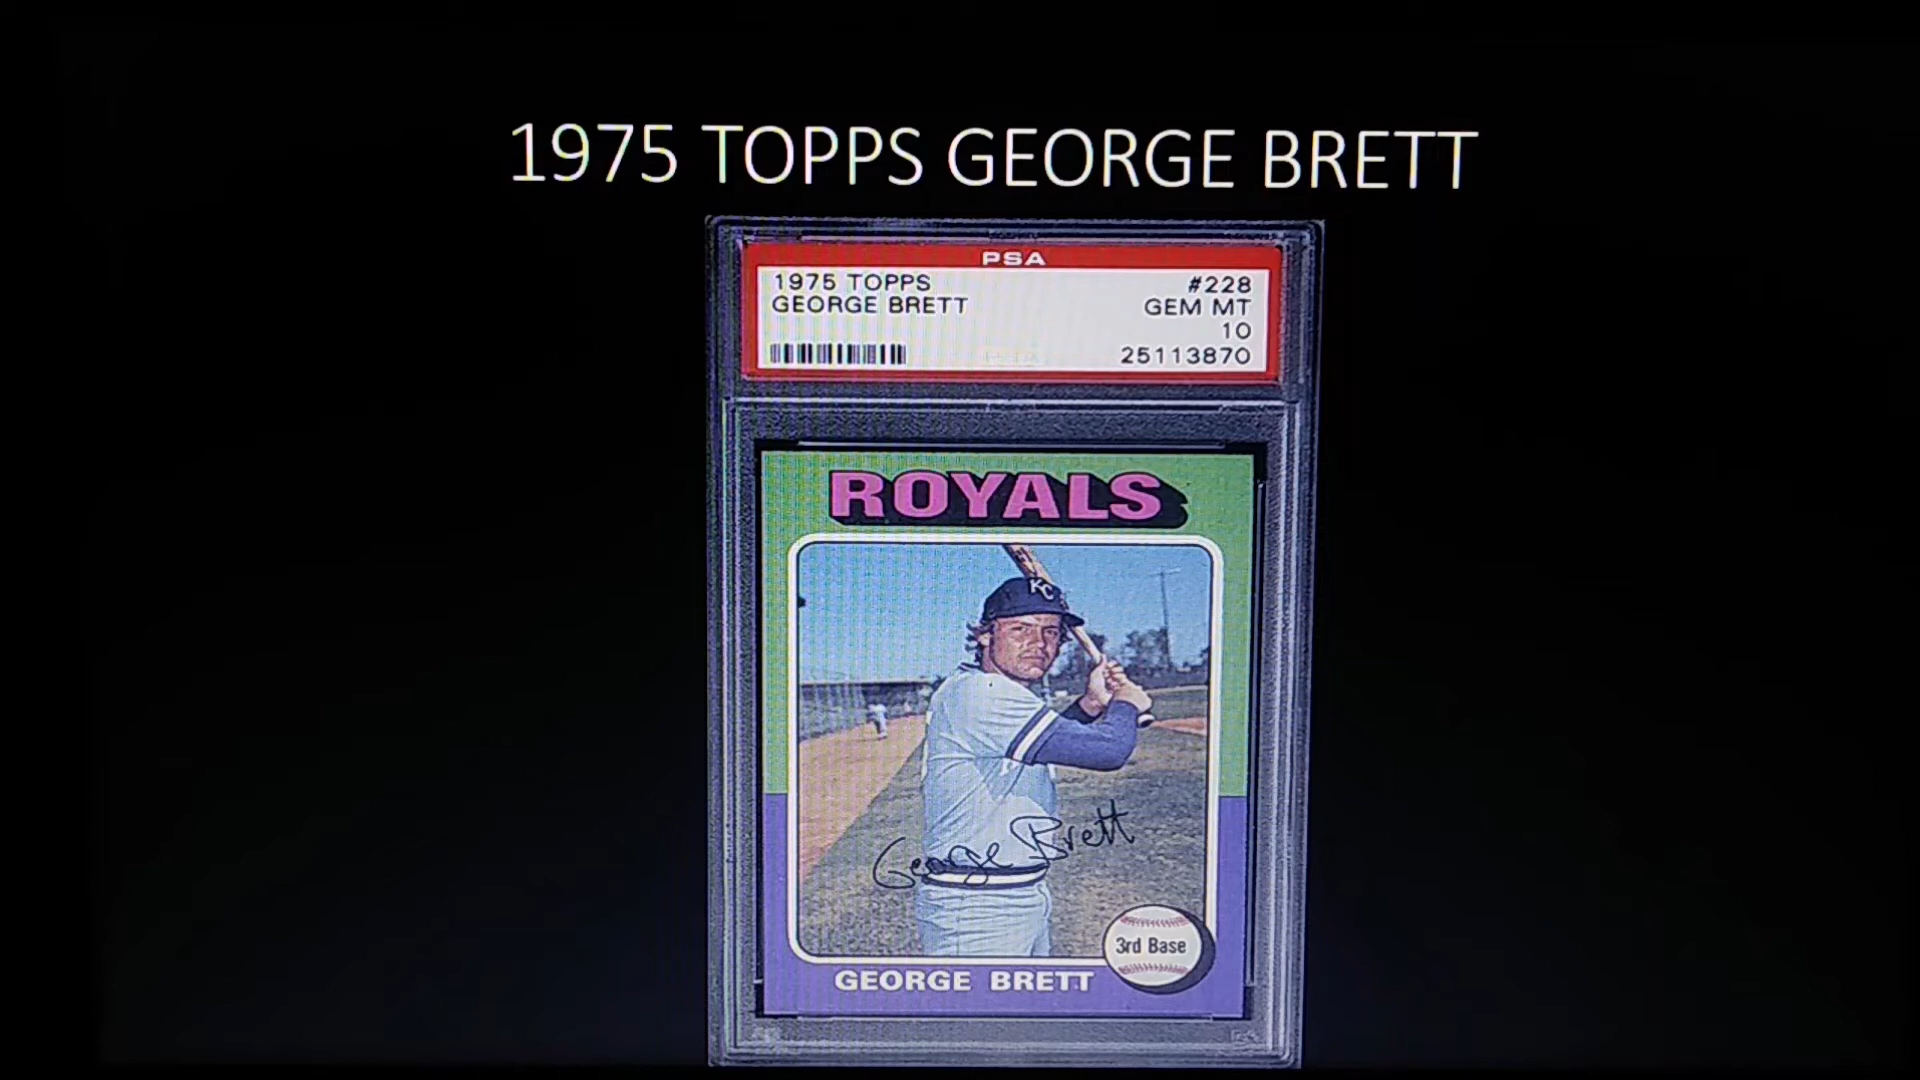 1975 TOPPS GEORGE BRETT
PSA
1975 TOPPS #228
GEORGE BRETT GEM MT
10
25113870
ROYALS
KC
George Brett
3rd Base
GEORGE BRETT